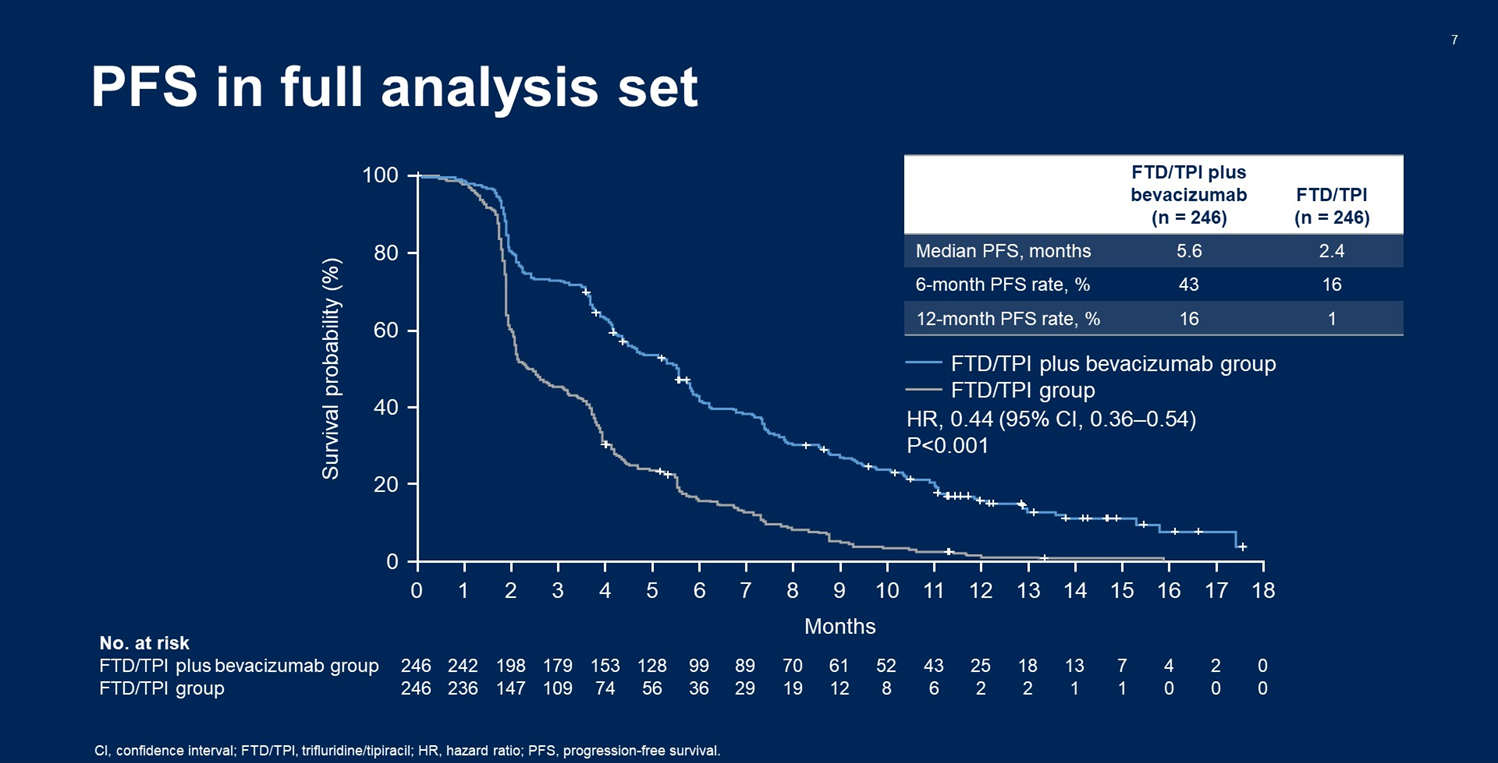 7
PFS in full analysis set
FTD/TPI plus bevacizumab (n = 246) FTD/TPI (n = 246)
Median PFS, months 5.6 2.4
6-month PFS rate, % 43 16
12-month PFS rate, % 16 1
FTD/TPI plus bevacizumab group
FTD/TPI group
HR, 0.44 (95% CI, 0.36–0.54)
P<0.001
Survival probability (%)
100
80
60
40
20
0
0 1 2 3 4 5 6 7 8 9 10 11 12 13 14 15 16 17 18
Months
No. at risk
FTD/TPI plus bevacizumab group 246 242 198 179 153 128 99 89 70 61 52 43 25 18 13 7 4 2 0
FTD/TPI group 246 236 147 109 74 56 36 29 19 12 8 6 2 2 1 1 0 0 0
CI, confidence interval; FTD/TPI, trifluridine/tipiracil; HR, hazard ratio; PFS, progression-free survival.